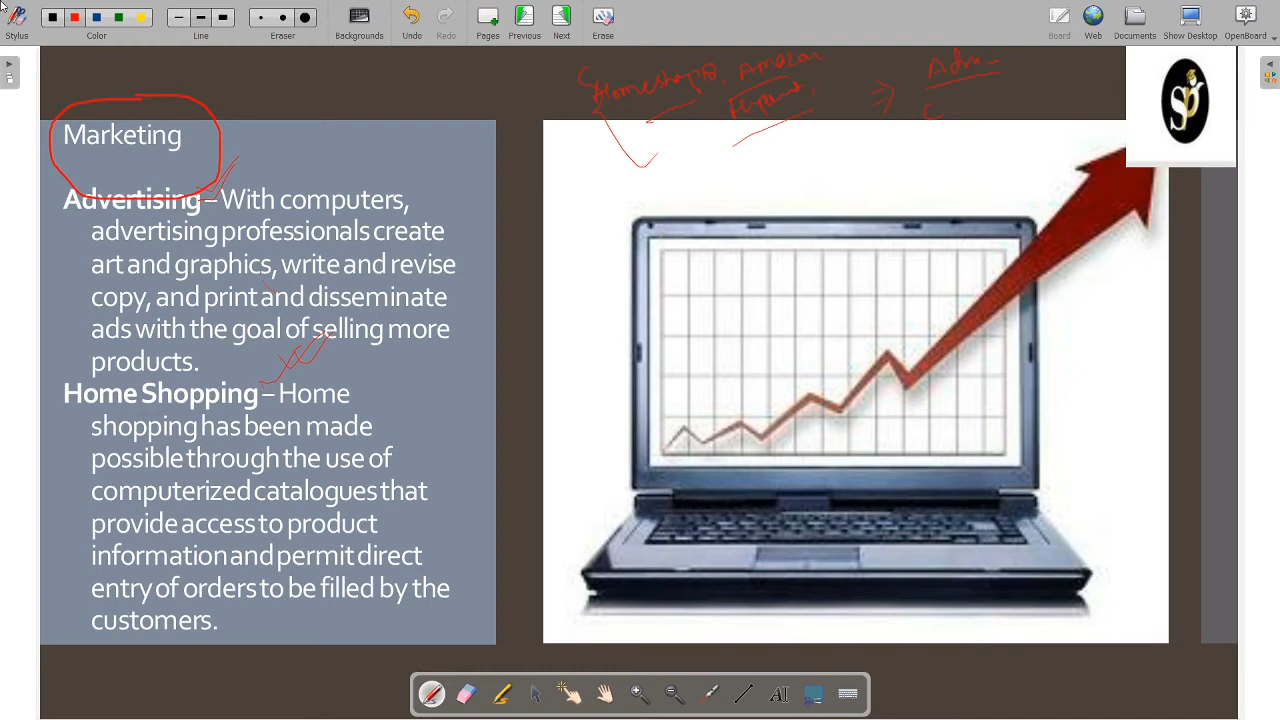 Stylus
Color
Line
Eraser
Backgrounds
Undo
Redo
Pages
Previous
Next
Erase
Board
Web
Documents
Show Desktop
OpenBoard
Homeshop18, Amazon
Flipkart,
Marketing
Advertising – With computers,
advertising professionals create
art and graphics, write and revise
copy, and print and disseminate
ads with the goal of selling more
products.
Home Shopping – Home
shopping has been made
possible through the use of
computerized catalogues that
provide access to product
information and permit direct
entry of orders to be filled by the
customers.
SP
AI